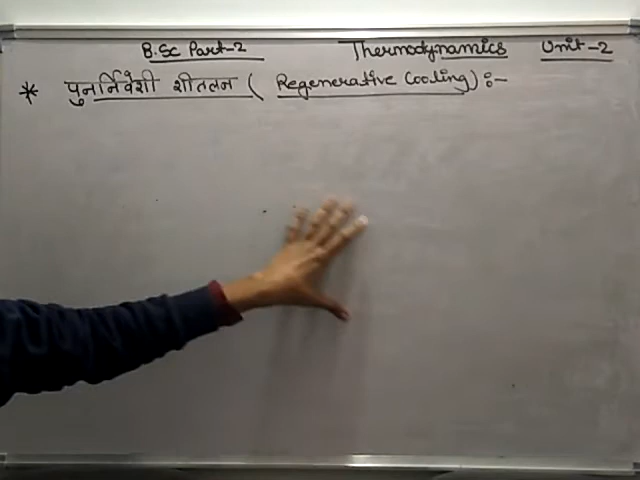 B.Sc Part-2 Thermodynamics Unit-2
* पुनर्निवेशी शीतलन ( Regenerative Cooling) :-